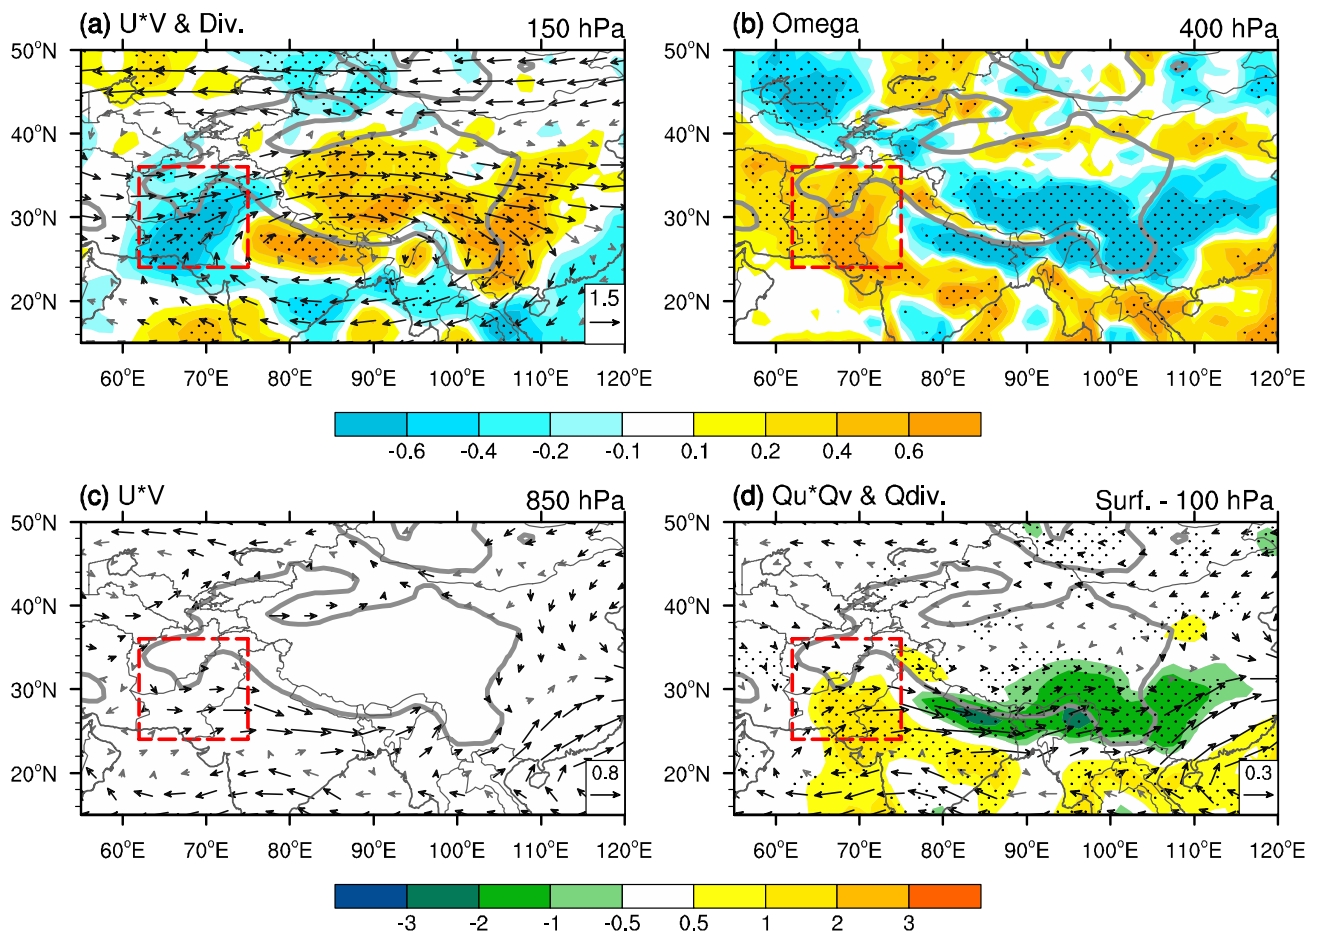 (a) U*V & Div. 150 hPa
(b) Omega 400 hPa
50°N
40°N
30°N
20°N
1.5
60°E 70°E 80°E 90°E 100°E 110°E 120°E
50°N
40°N
30°N
20°N
60°E 70°E 80°E 90°E 100°E 110°E 120°E
-0.6 -0.4 -0.2 -0.1 0.1 0.2 0.4 0.6
(c) U*V 850 hPa
(d) Qu*Qv & Qdiv. Surf. - 100 hPa
50°N
40°N
30°N
20°N
0.8
60°E 70°E 80°E 90°E 100°E 110°E 120°E
50°N
40°N
30°N
20°N
0.3
60°E 70°E 80°E 90°E 100°E 110°E 120°E
-3 -2 -1 -0.5 0.5 1 2 3